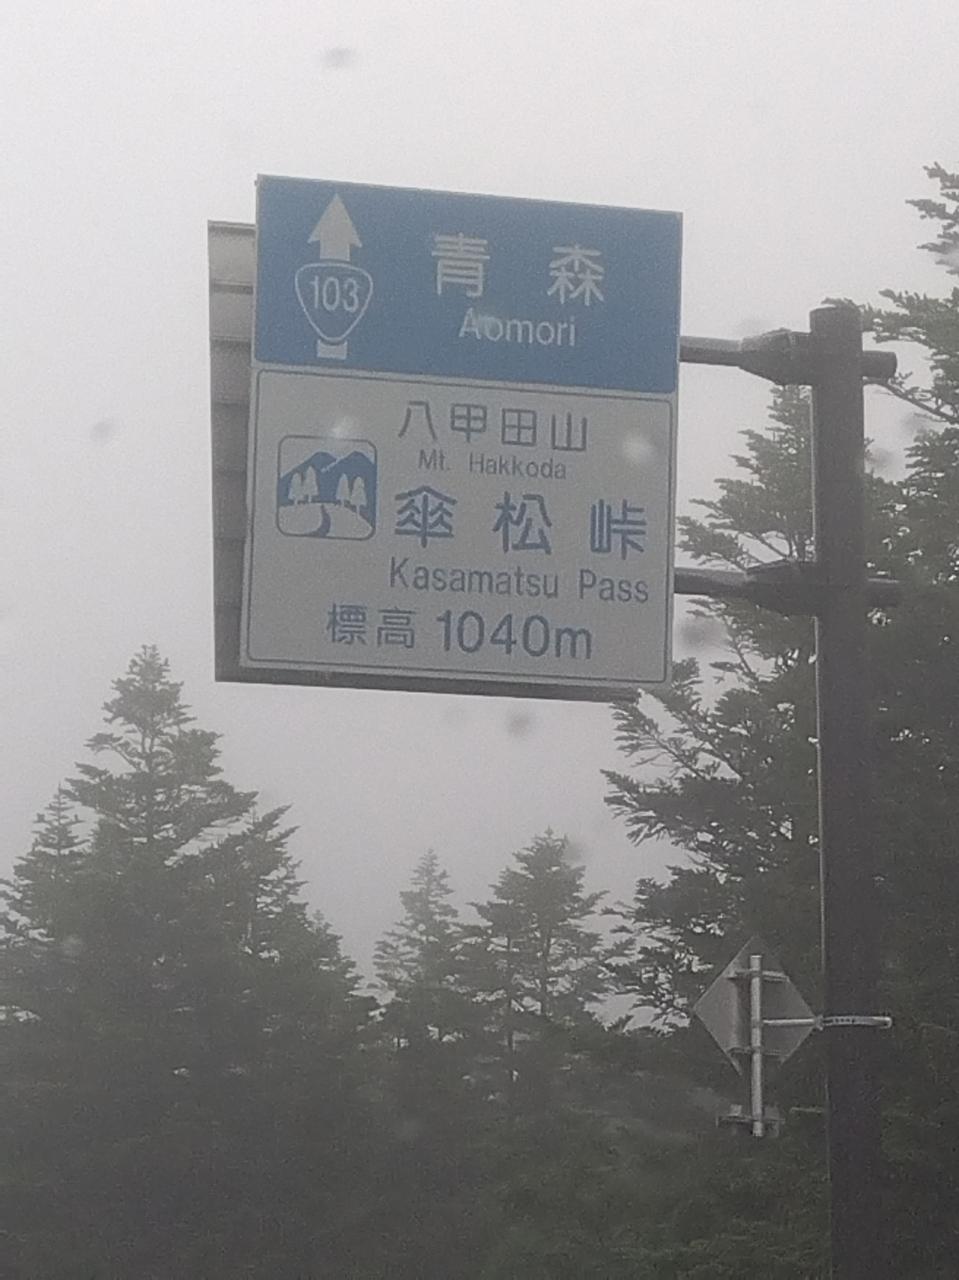 103
青森
Aomori
八甲田山
Mt. Hakkoda
傘松峠
Kasamatsu Pass
標高 1040m